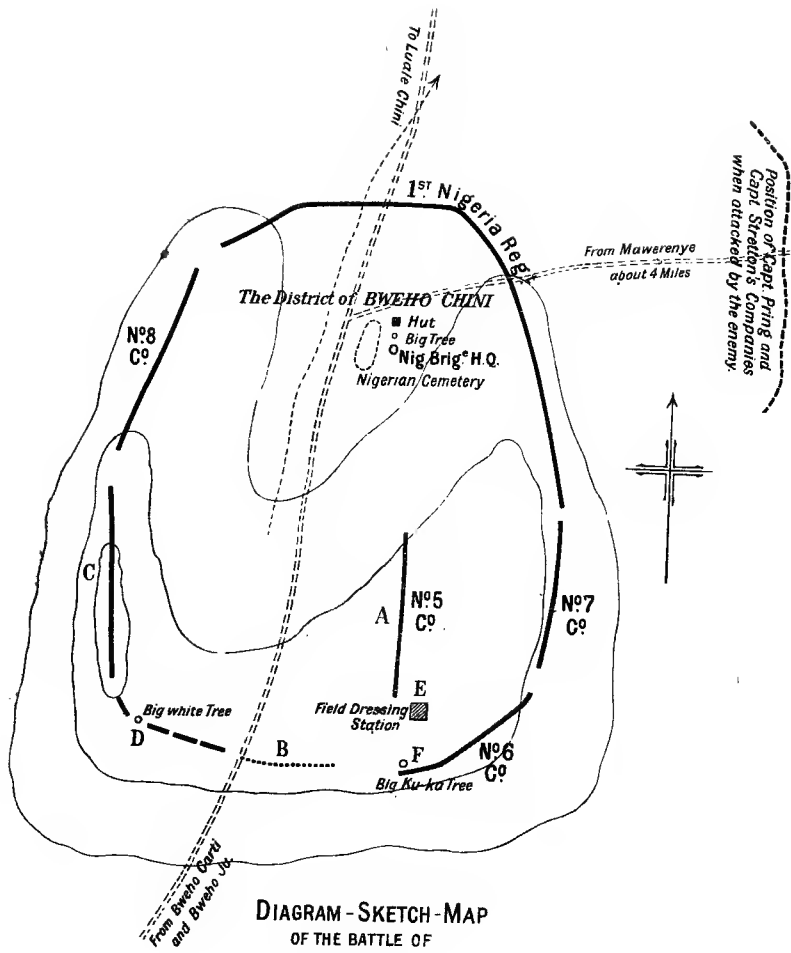 To Luale Chini
1ST Nigeria Regt
Position of Capt. Pring and
Capt. Stretton's Companies
when attacked by the enemy.
From Mawerenye
about 4 Miles
The District of BWEHO CHINI
Hut
Big Tree
Nig. Brig.e H.Q.
Nigerian Cemetery
No.8
Co.
C
A
No.5
Co.
No.7
Co.
E
Field Dressing
Station
Big white Tree
D
B
F
No.6
Co.
Big Ku-ka Tree
From Bweho Carti
and Bweho Ju.
DIAGRAM-SKETCH-MAP
OF THE BATTLE OF